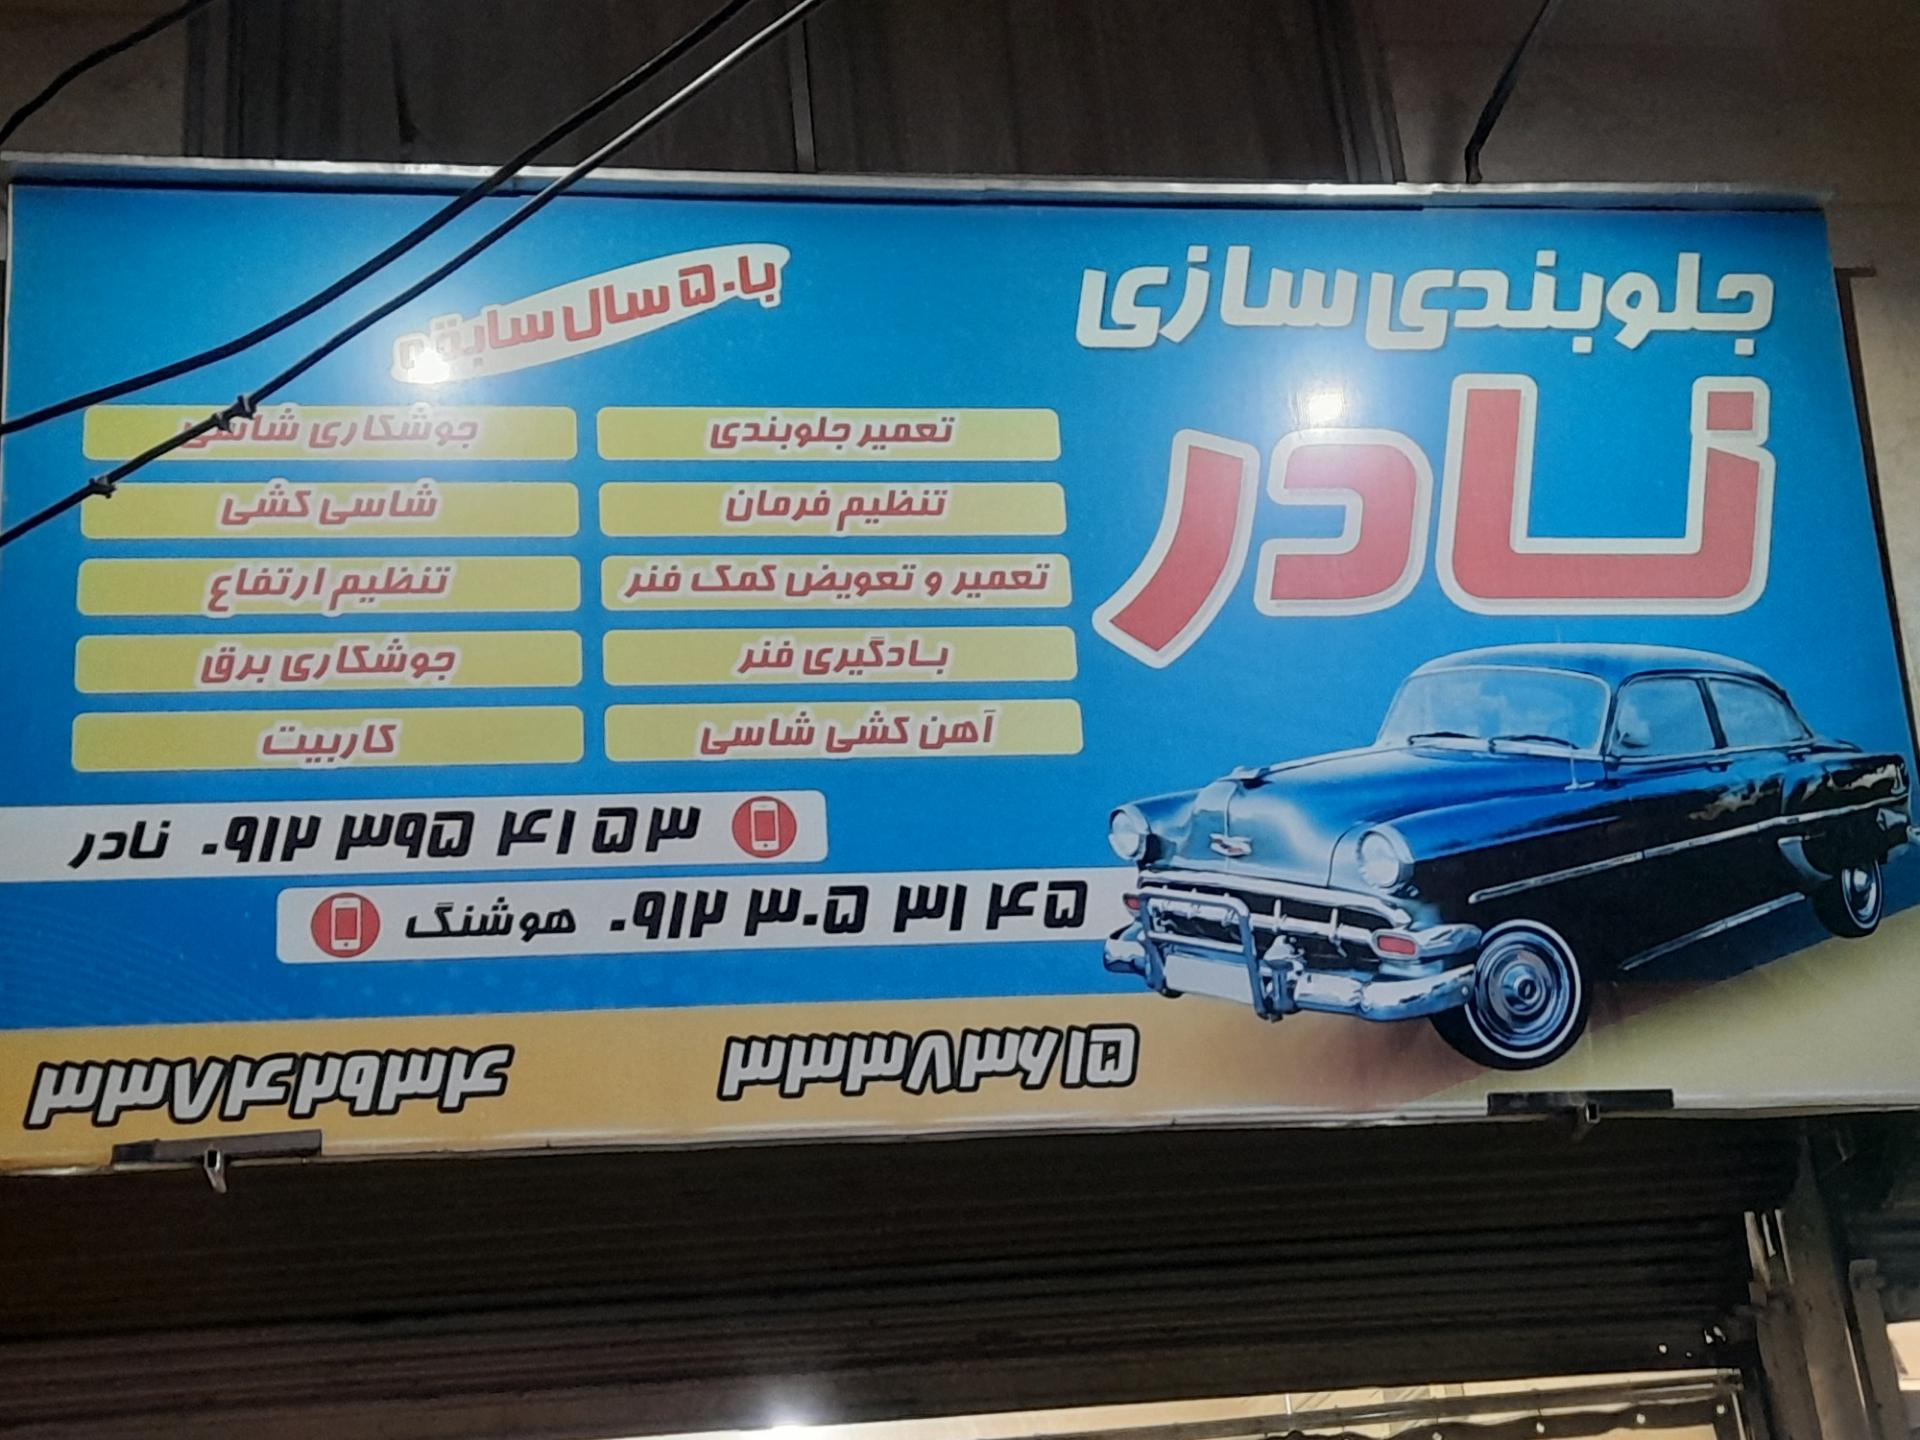 جلوبندی سازی
نادر
با ۵۰ سال سابقه
تعمیر جلوبندی
تنظیم فرمان
تعمیر و تعویض کمک فنر
بادگیری فنر
آهن کشی شاسی
جوشکاری شاسی
شاسی کشی
تنظیم ارتفاع
جوشکاری برق
کاربیت
۰۹۱۲ ۳۹۵ ۴۱ ۵۳ نادر
هوشنگ ۰۹۱۲ ۳۰۵ ۳۱ ۴۵
۳۳۳۸۳۶۱۵
۳۳۷۴۲۹۳۴